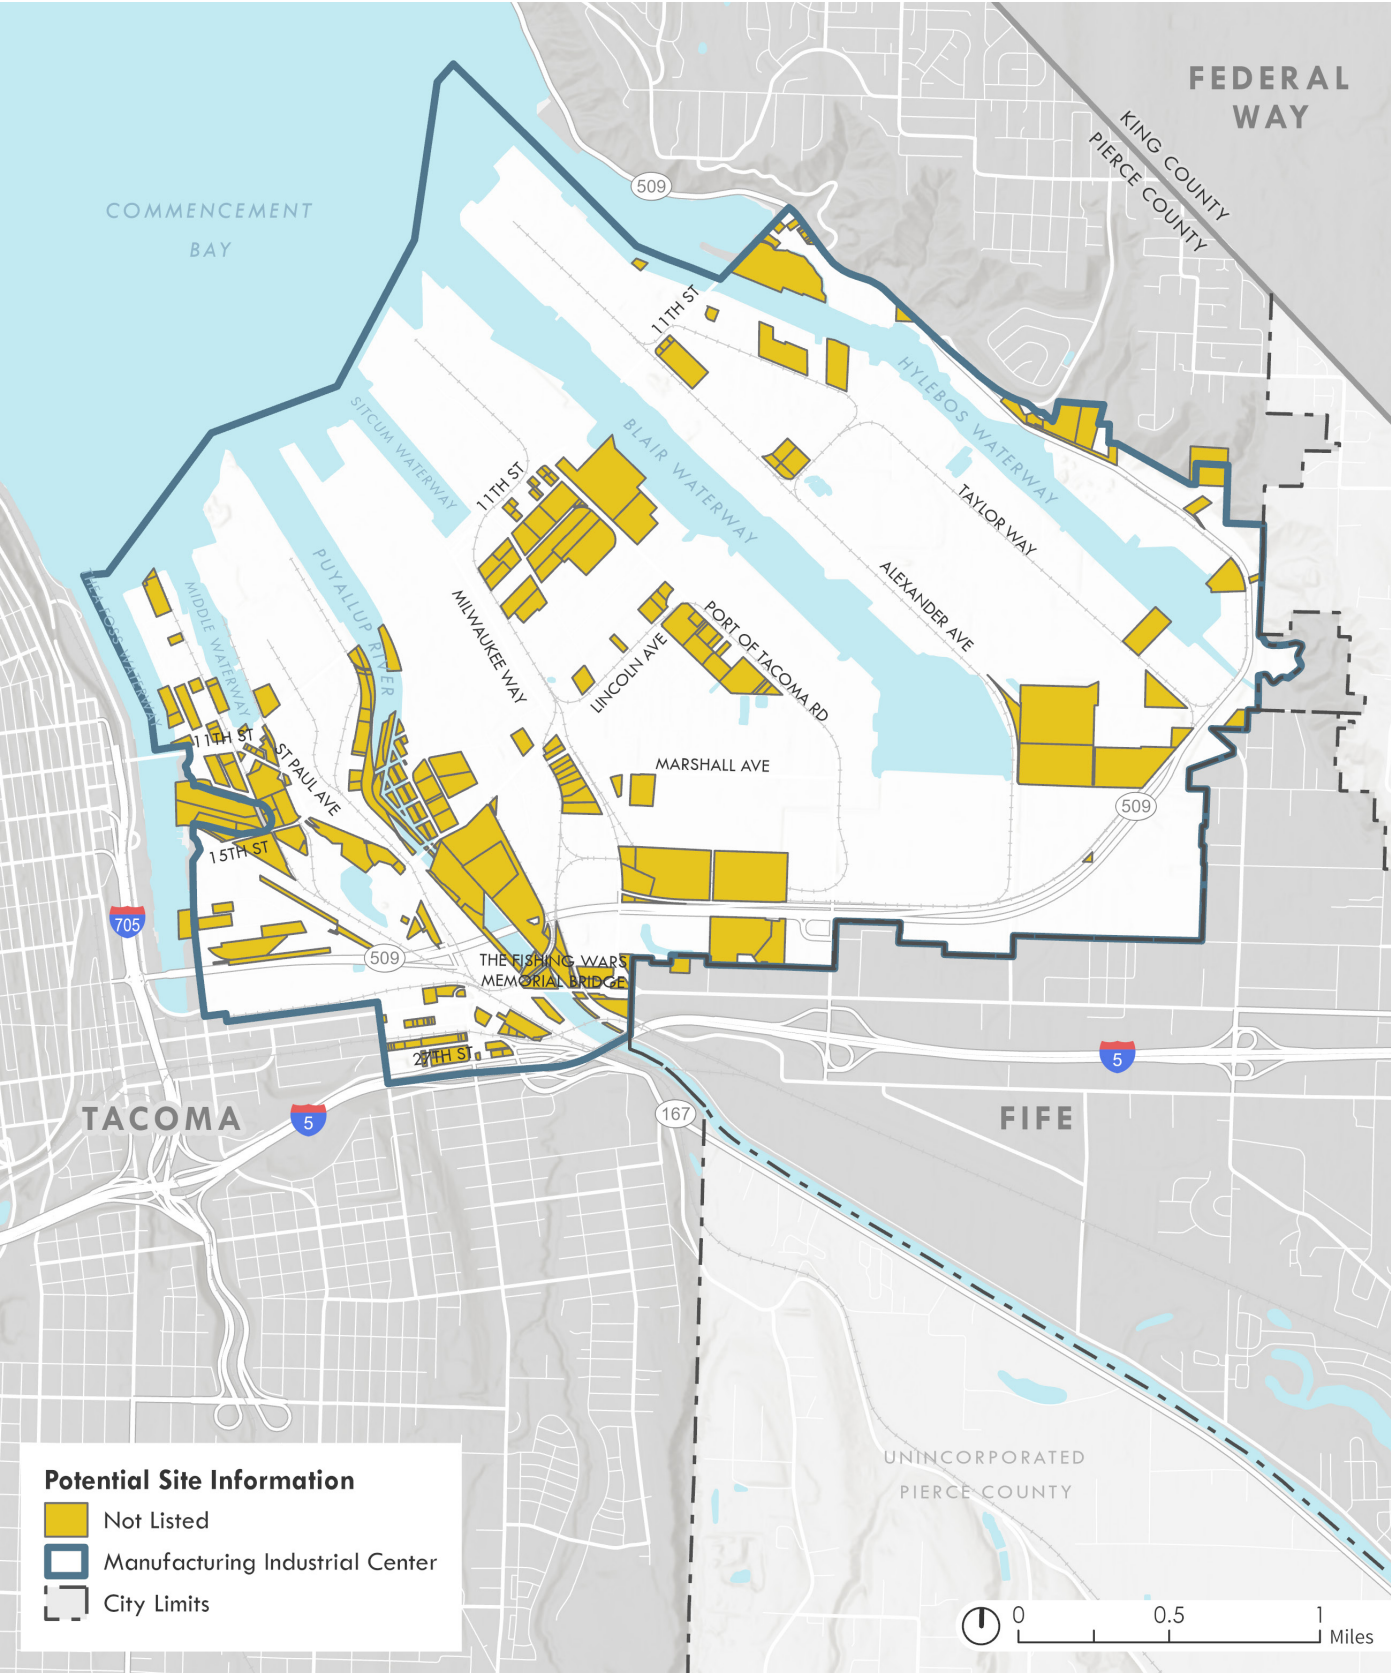 FEDERAL
WAY
KING COUNTY
PIERCE COUNTY
509
COMMENCEMENT
BAY
11TH ST
HYLEBOS WATERWAY
SITCUM WATERWAY
BLAIR WATERWAY
11TH ST
TAYLOR WAY
PUYALLUP RIVER
ALEXANDER AVE
THEA FOSS WATERWAY
MIDDLE WATERWAY
MILWAUKEE WAY
PORT OF TACOMA RD
LINCOLN AVE
11TH ST
ST PAUL AVE
MARSHALL AVE
509
15TH ST
705
509
THE FISHING WARS
MEMORIAL BRIDGE
27TH ST
5
TACOMA
5
167
FIFE
UNINCORPORATED
PIERCE COUNTY
Potential Site Information
Not Listed
Manufacturing Industrial Center
City Limits
0 0.5 1
Miles